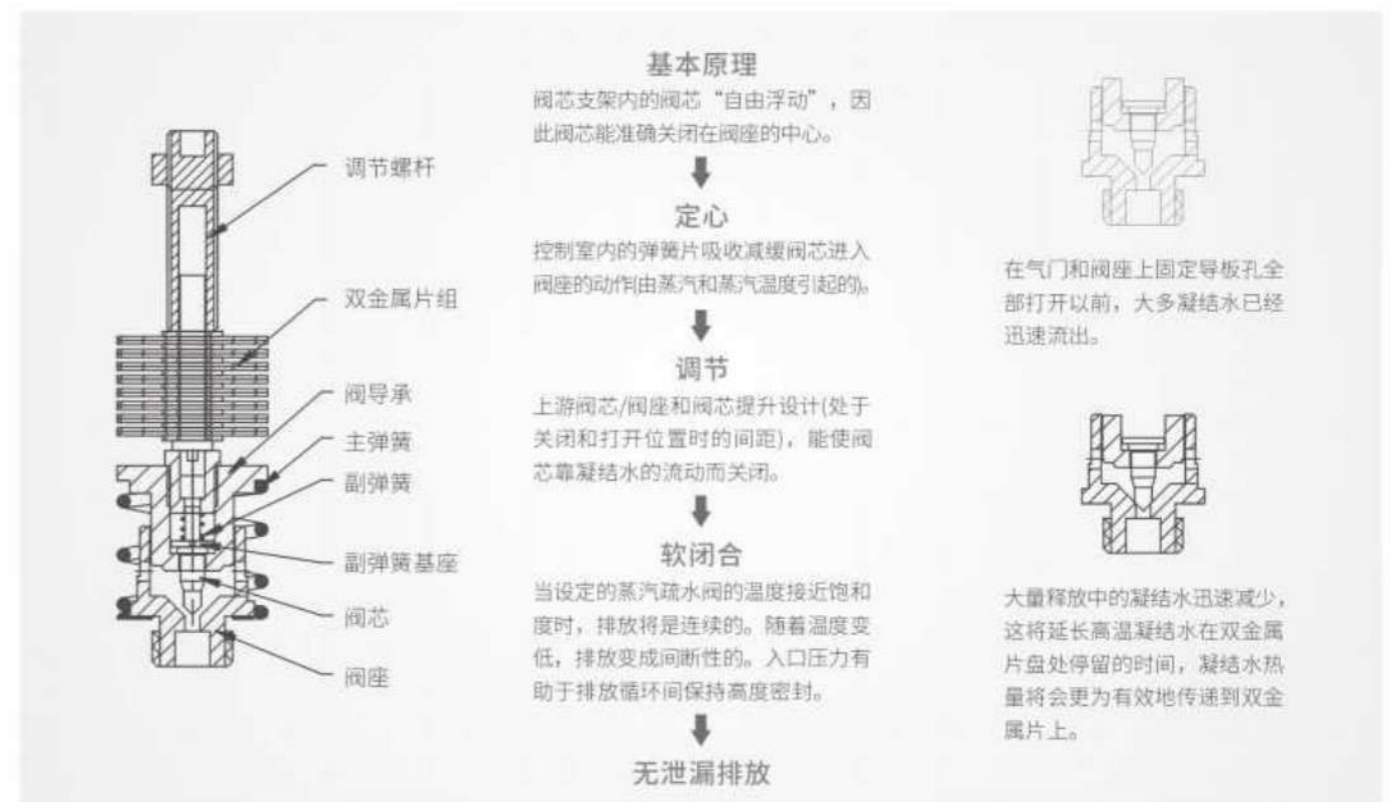 调节螺杆
双金属片组
阀导承
主弹簧
副弹簧
副弹簧基座
阀芯
阀座
基本原理
阀芯支架内的阀芯“自由浮动”，因
此阀芯能准确关闭在阀座的中心。
定心
控制室内的弹簧片吸收减缓阀芯进入
阀座的动作(由蒸汽和蒸汽温度引起的)。
调节
上游阀芯/阀座和阀芯提升设计(处于
关闭和打开位置时的间距)，能使阀
芯靠凝结水的流动而关闭。
软闭合
当设定的蒸汽疏水阀的温度接近饱和
度时，排放将是连续的。随着温度变
低，排放变成间断性的。入口压力有
助于排放循环间保持高度密封。
无泄漏排放
在气门和阀座上固定导板孔全
部打开以前，大多凝结水已经
迅速流出。
大量释放中的凝结水迅速减少，
这将延长高温凝结水在双金属
片盘处停留的时间，凝结水热
量将会更为有效地传递到双金
属片上。